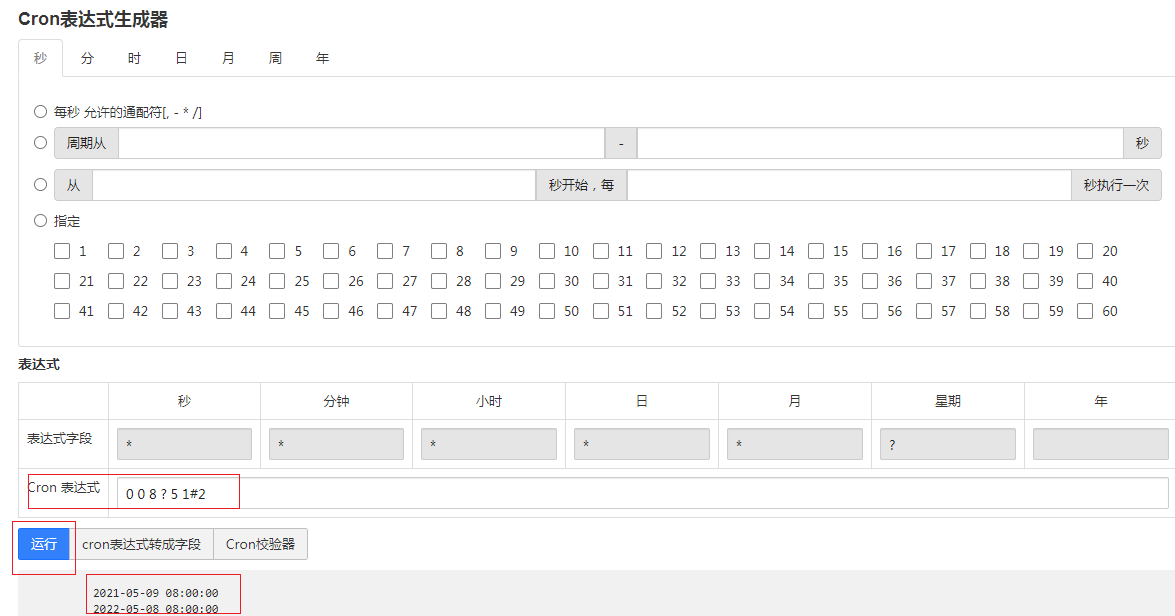 Cron表达式生成器
秒 分 时 日 月 周 年
每秒 允许的通配符[, - * /]
周期从 - 秒
从 秒开始，每 秒执行一次
指定
1 2 3 4 5 6 7 8 9 10 11 12 13 14 15 16 17 18 19 20
21 22 23 24 25 26 27 28 29 30 31 32 33 34 35 36 37 38 39 40
41 42 43 44 45 46 47 48 49 50 51 52 53 54 55 56 57 58 59 60
表达式
秒 分钟 小时 日 月 星期 年
表达式字段 * * * * * ?
Cron 表达式 0 0 8 ? 5 1#2
运行 cron表达式转成字段 Cron校验器
2021-05-09 08:00:00
2022-05-08 08:00:00